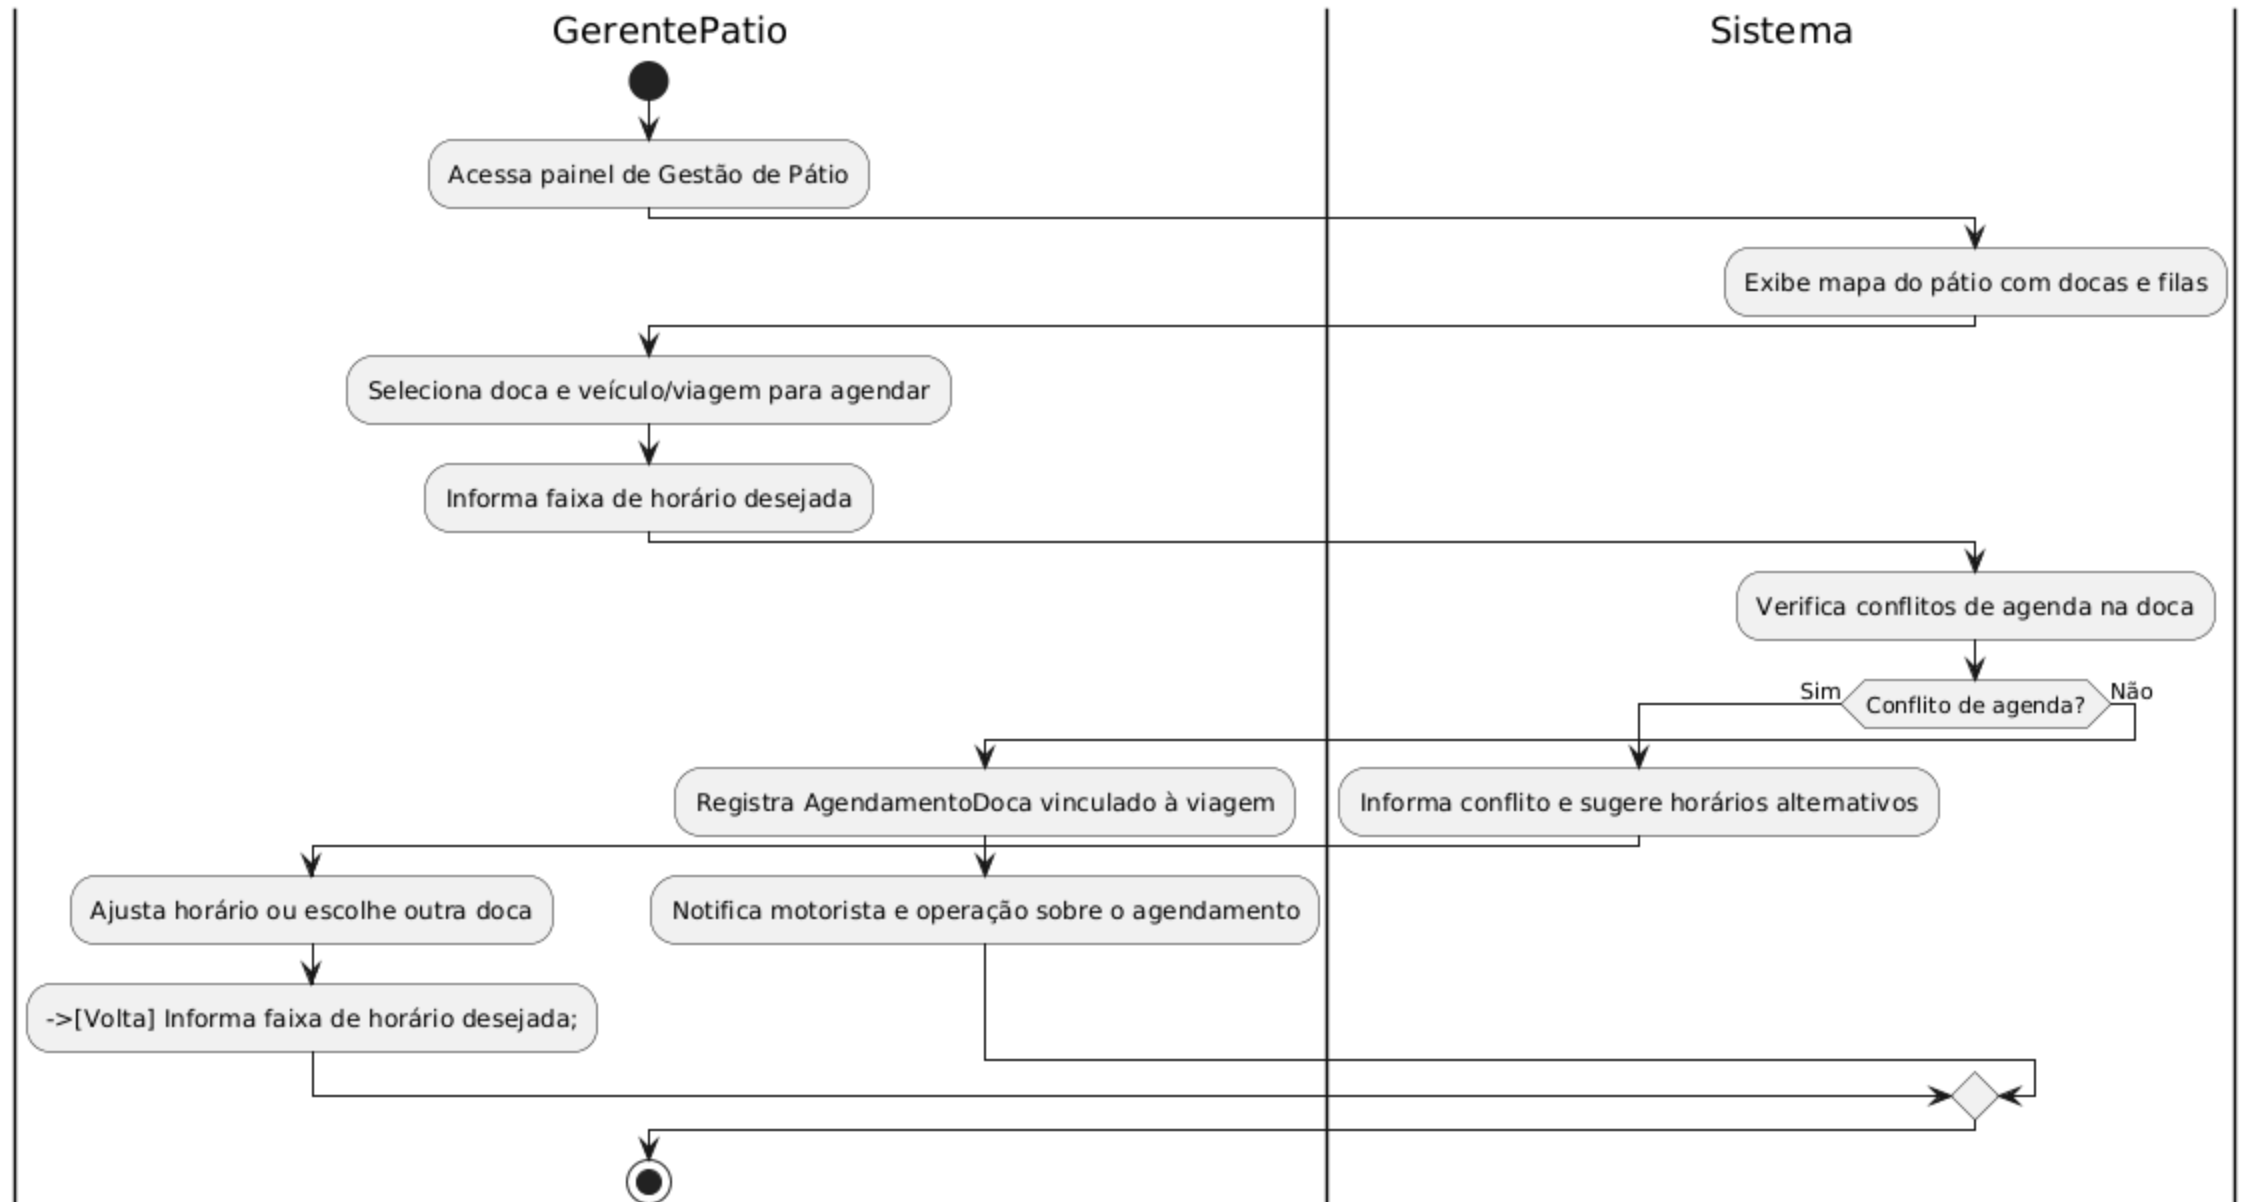 GerentePatio
Sistema
Acessa painel de Gestão de Pátio
Exibe mapa do pátio com docas e filas
Seleciona doca e veículo/viagem para agendar
Informa faixa de horário desejada
Verifica conflitos de agenda na doca
Sim
Conflito de agenda?
Não
Registra AgendamentoDoca vinculado à viagem
Informa conflito e sugere horários alternativos
Ajusta horário ou escolhe outra doca
Notifica motorista e operação sobre o agendamento
->[Volta] Informa faixa de horário desejada;